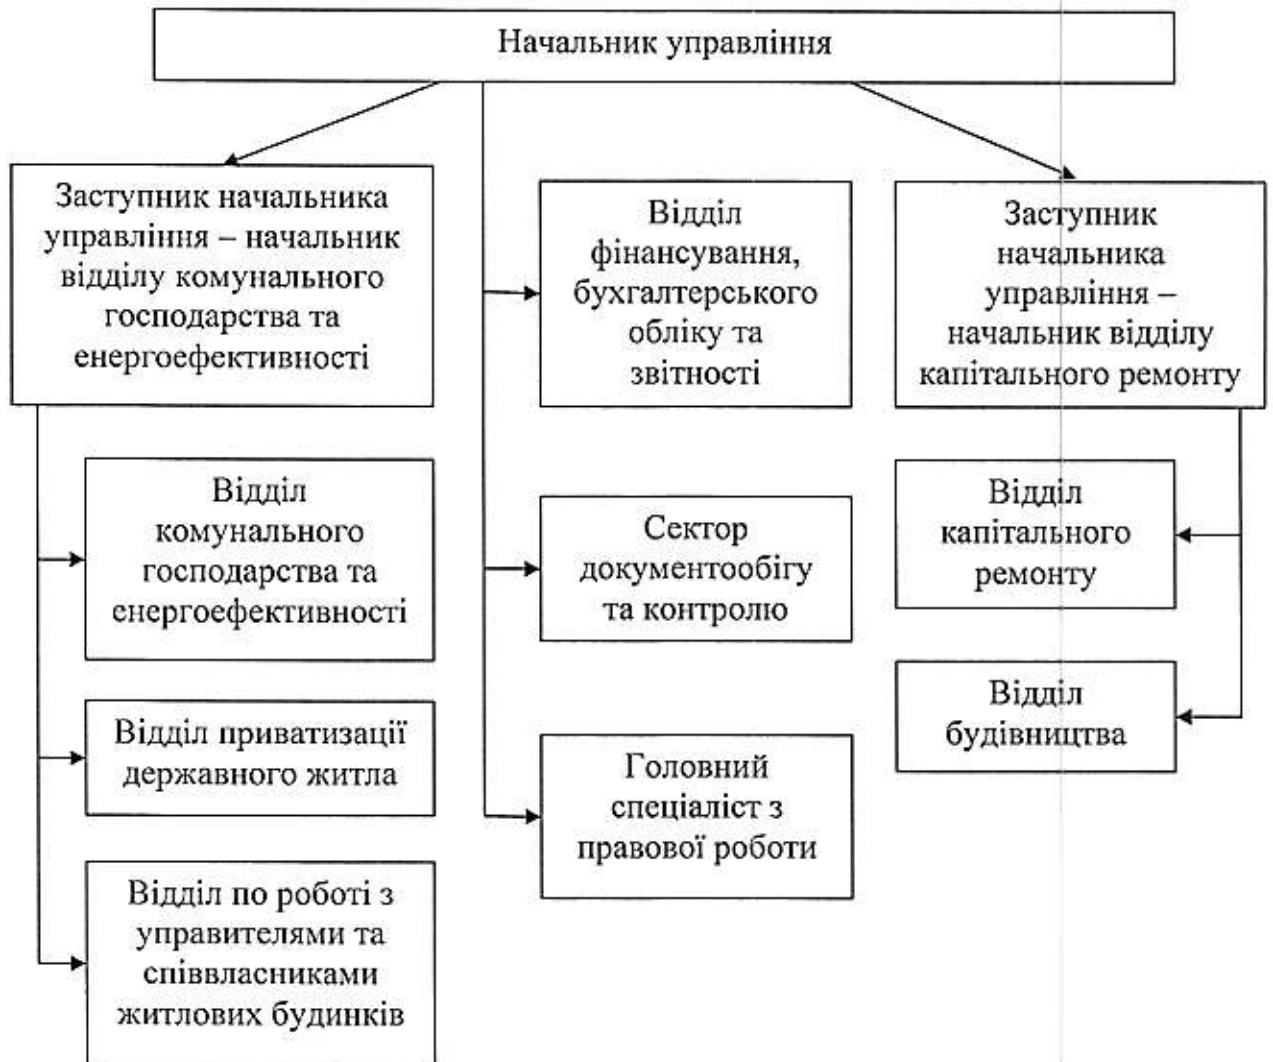 Начальник управління
Заступник начальника
управління – начальник
відділу комунального
господарства та
енергоефективності
Відділ
фінансування,
бухгалтерського
обліку та
звітності
Заступник
начальника
управління –
начальник відділу
капітального ремонту
Відділ
комунального
господарства та
енергоефективності
Сектор
документообігу
та контролю
Відділ
капітального
ремонту
Відділ приватизації
державного житла
Головний
спеціаліст з
правової роботи
Відділ
будівництва
Відділ по роботі з
управителями та
співвласниками
житлових будинків